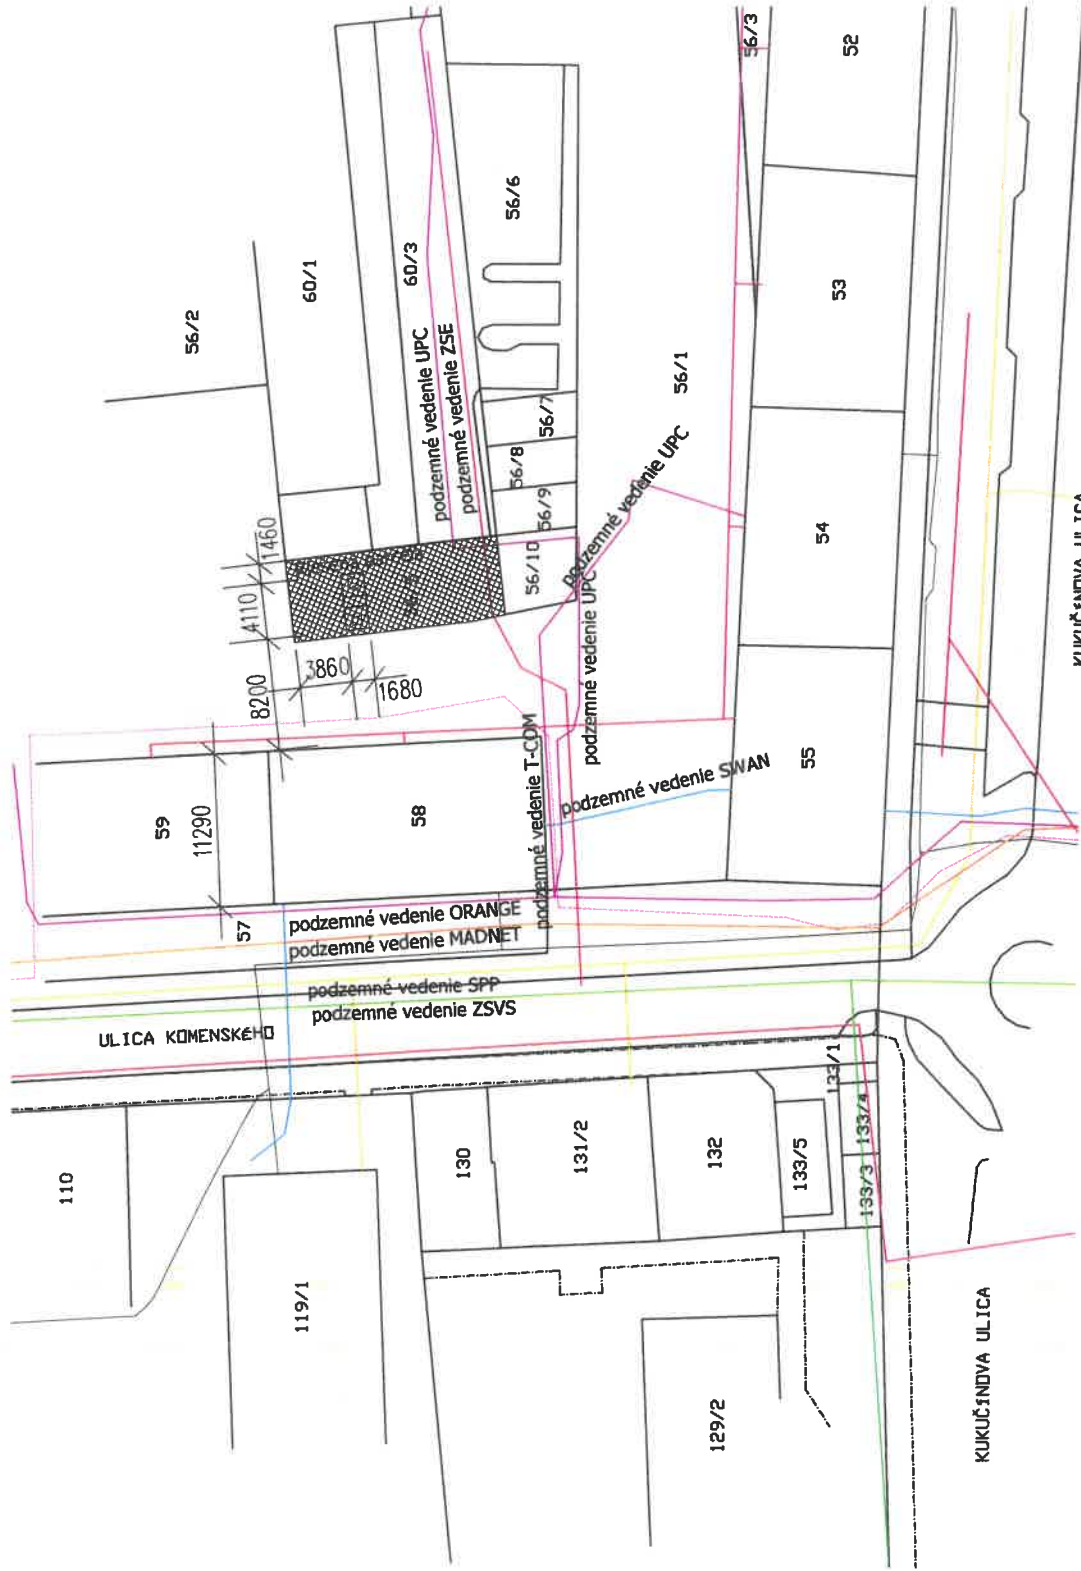 56/3
52
56/2
60/1
60/3
56/6
53
podzemné vedenie UPC
podzemné vedenie ZSE
56/1
56/7
56/8
56/9
56/10
podzemné vedenie UPC
podzemné vedenie UPC
54
1460
4110
8200
3860
1680
59
11290
58
57
podzemné vedenie T-COM
podzemné vedenie SWAN
55
podzemné vedenie ORANGE
podzemné vedenie MADNET
podzemné vedenie SPP
podzemné vedenie ZSVS
ULICA KOMENSKÉHO
110
119/1
130
131/2
132
133/5
133/1
133/4
133/3
129/2
KUKUČÍNOVA ULICA
KUKUČÍNOVA ULICA